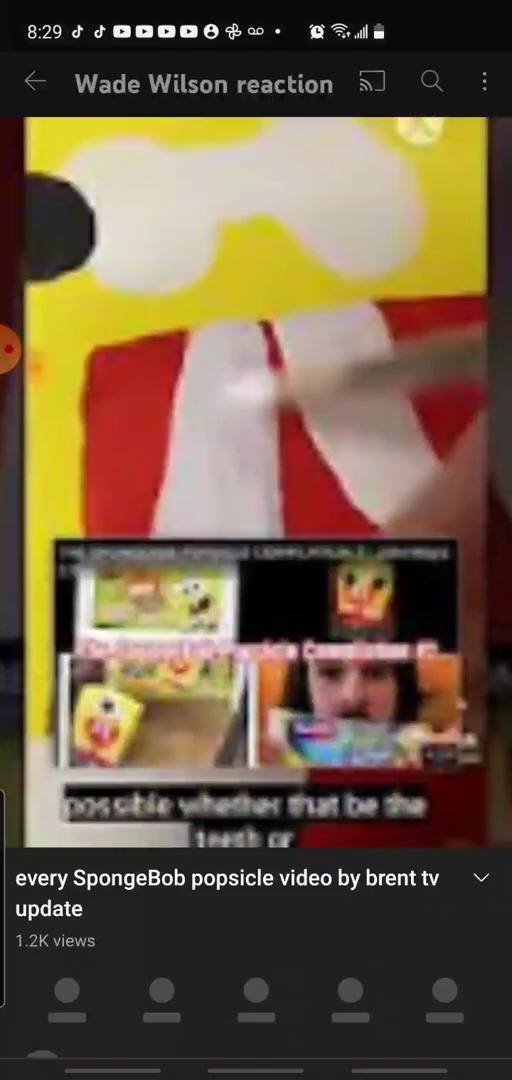 8:29
Wade Wilson reaction
possible whether that be the
teeth or
every SpongeBob popsicle video by brent tv
update
1.2K views